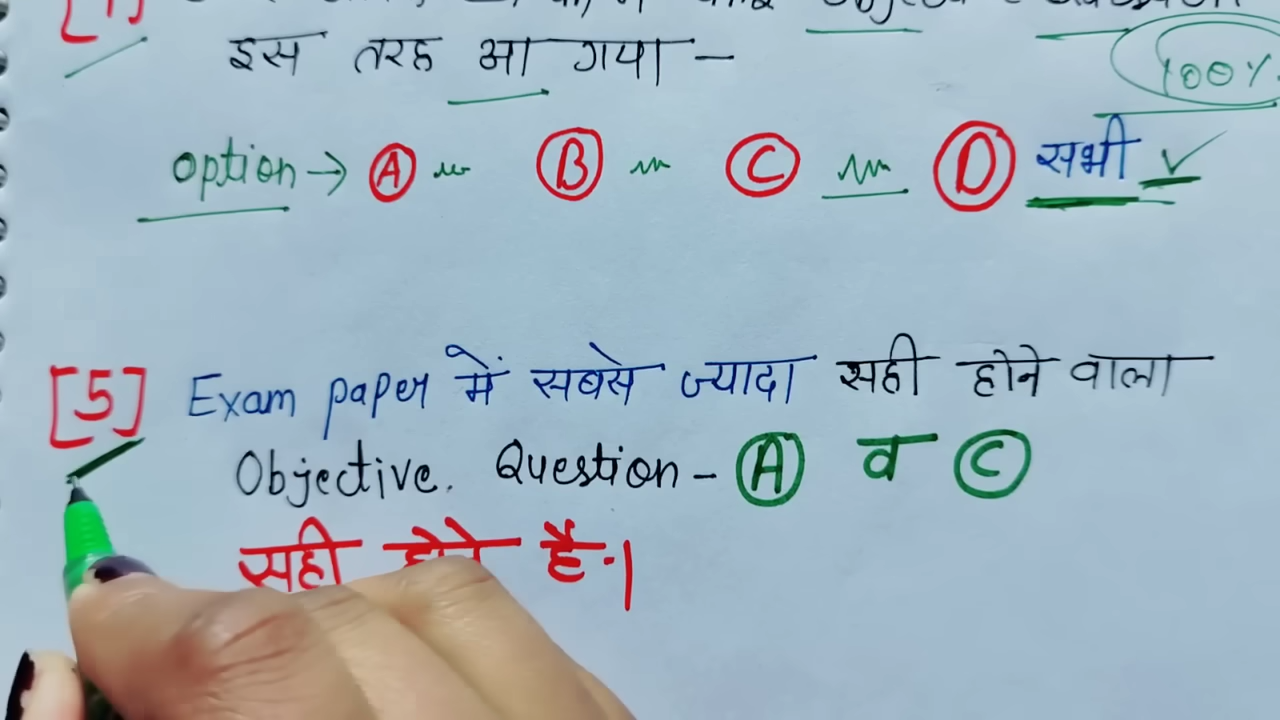 इस तरह आ गया –
100%
option → A B C D सभी ✓
[5] Exam paper में सबसे ज्यादा सही होने वाला
Objective. Question – A व C
सही होते हैं।